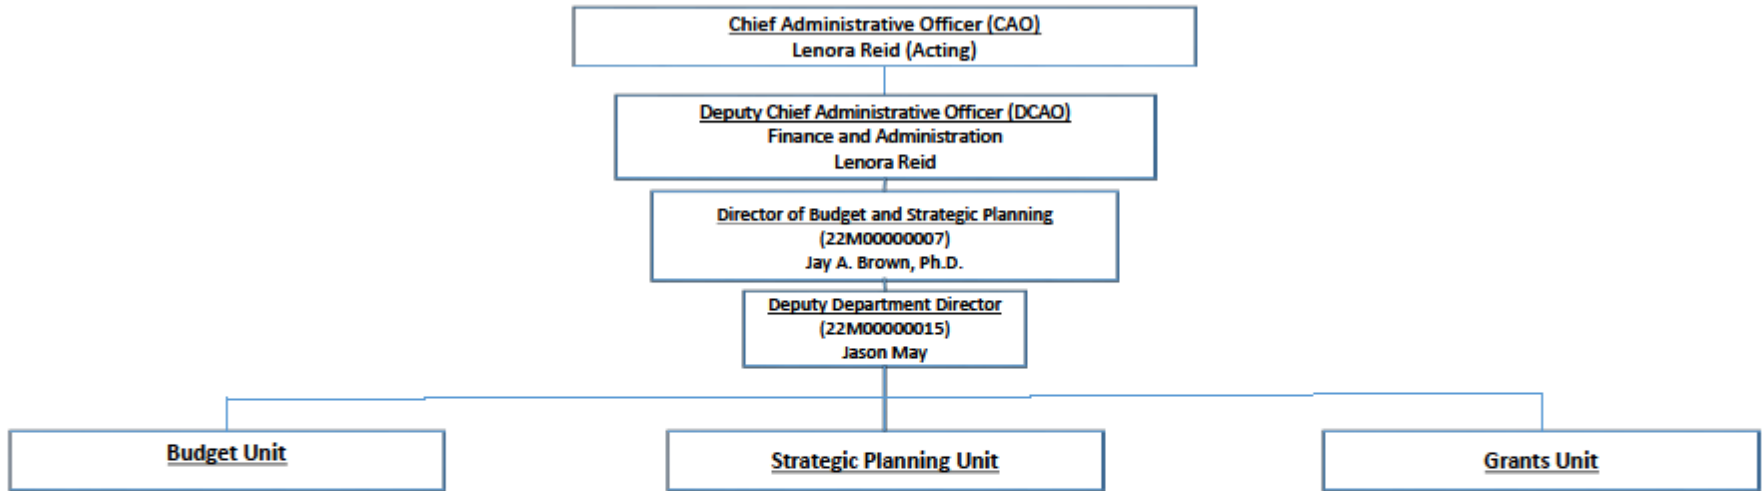 Chief Administrative Officer (CAO)
Lenora Reid (Acting)
Deputy Chief Administrative Officer (DCAO)
Finance and Administration
Lenora Reid
Director of Budget and Strategic Planning
(22M00000007)
Jay A. Brown, Ph.D.
Deputy Department Director
(22M00000015)
Jason May
Budget Unit
Strategic Planning Unit
Grants Unit